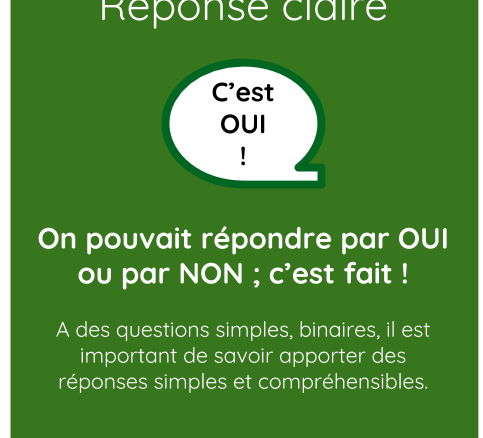 Réponse claire
C’est
OUI
!
On pouvait répondre par OUI
ou par NON ; c’est fait !
A des questions simples, binaires, il est
important de savoir apporter des
réponses simples et compréhensibles.